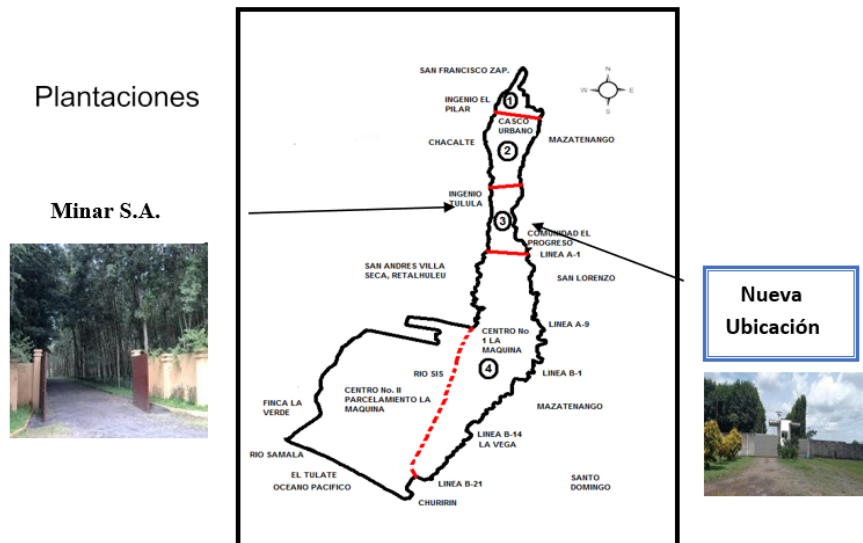 Plantaciones
Minar S.A.
SAN FRANCISCO ZAP.
N
W
E
S
1
INGENIO EL
PILAR
CASCO
URBANO
CHACALTE
MAZATENANGO
2
INGENIO
TULULA
3
COMUNIDAD EL
PROGRESO
LINEA A-1
SAN ANDRES VILLA
SECA, RETALHULEU
SAN LORENZO
CENTRO No
1 LA
MAQUINA
LINEA A-9
RIO SIS
4
LINEA B-1
CENTRO No. II
PARCELAMIENTO LA
MAQUINA
FINCA LA
VERDE
MAZATENANGO
LINEA B-14
LA VEGA
RIO SAMALA
EL TULATE
OCEANO PACIFICO
LINEA B-21
SANTO
DOMINGO
CHURIRIN
Nueva
Ubicación